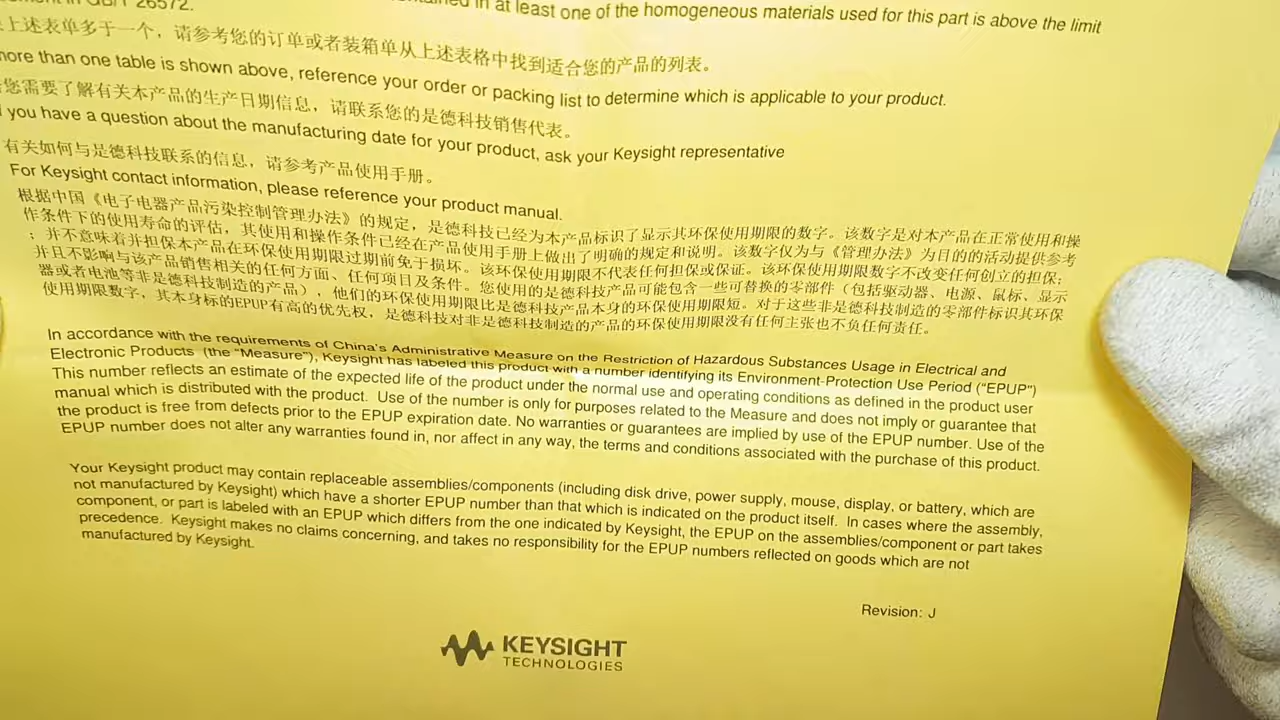 in GB/T 26572.
in at least one of the homogeneous materials used for this part is above the limit
上述表单多于一个，请参考您的订单或者装箱单从上述表格中找到适合您的产品的列表。
more than one table is shown above, reference your order or packing list to determine which is applicable to your product.
您需要了解有关本产品的生产日期信息，请联系您的是德科技销售代表。
you have a question about the manufacturing date for your product, ask your Keysight representative
有关如何与是德科技联系的信息，请参考产品使用手册。
For Keysight contact information, please reference your product manual.
根据中国《电子电器产品污染控制管理办法》的规定，是德科技已经为本产品标识了显示其环保使用期限的数字。该数字是对本产品在正常使用和操
作条件下的使用寿命的评估，其使用和操作条件已经在产品使用手册上做出了明确的规定和说明。该数字仅为与《管理办法》为目的的活动提供参考
；并不意味着并担保本产品在环保使用期限过期前免于损坏。该环保使用期限不代表任何担保或保证。该环保使用期限数字不改变任何创立的担保；
并且不影响与该产品销售相关的任何方面、任何项目及条件。您使用的是德科技产品可能包含一些可替换的零部件（包括驱动器、电源、鼠标、显示
器或者电池等非是德科技制造的产品），他们的环保使用期限比是德科技产品本身的环保使用期限短。对于这些非是德科技制造的零部件标识其环保
使用期限数字，其本身标的EPUP有高的优先权，是德科技对非是德科技制造的产品的环保使用期限没有任何主张也不负任何责任。
In accordance with the requirements of China's Administrative Measure on the Restriction of Hazardous Substances Usage in Electrical and
Electronic Products (the “Measure”), Keysight has labeled this product with a number identifying its Environment-Protection Use Period (“EPUP”)
This number reflects an estimate of the expected life of the product under the normal use and operating conditions as defined in the product user
manual which is distributed with the product. Use of the number is only for purposes related to the Measure and does not imply or guarantee that
the product is free from defects prior to the EPUP expiration date. No warranties or guarantees are implied by use of the EPUP number. Use of the
EPUP number does not alter any warranties found in, nor affect in any way, the terms and conditions associated with the purchase of this product.
Your Keysight product may contain replaceable assemblies/components (including disk drive, power supply, mouse, display, or battery, which are
not manufactured by Keysight) which have a shorter EPUP number than that which is indicated on the product itself. In cases where the assembly,
component, or part is labeled with an EPUP which differs from the one indicated by Keysight, the EPUP on the assemblies/component or part takes
precedence. Keysight makes no claims concerning, and takes no responsibility for the EPUP numbers reflected on goods which are not
manufactured by Keysight.
Revision: J
KEYSIGHT
TECHNOLOGIES